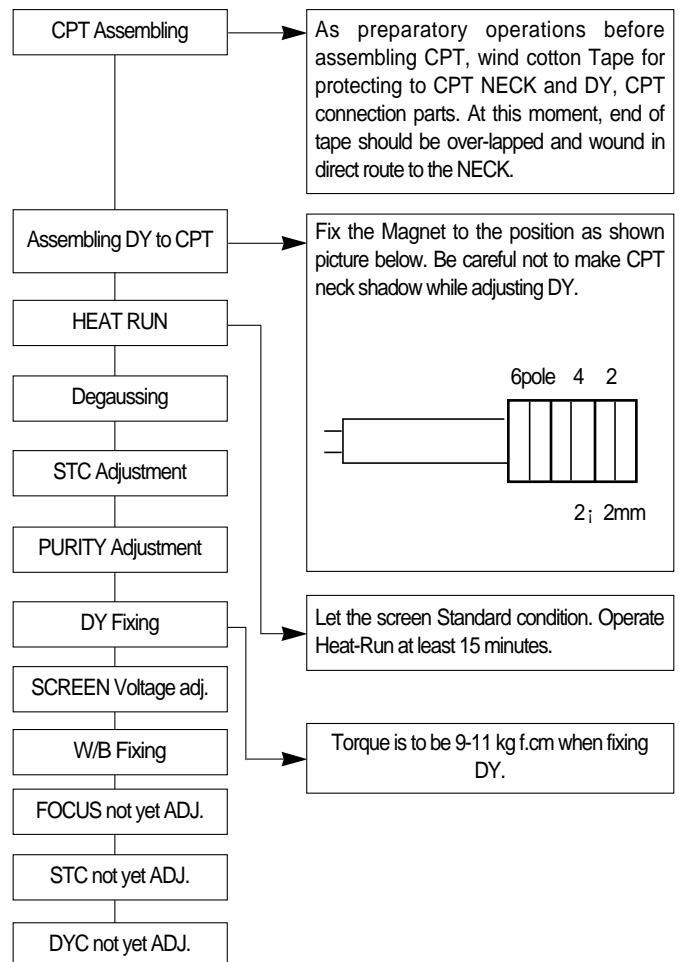 CPT Assembling
As preparatory operations before
assembling CPT, wind cotton Tape for
protecting to CPT NECK and DY, CPT
connection parts. At this moment, end of
tape should be over-lapped and wound in
direct route to the NECK.
Assembling DY to CPT
Fix the Magnet to the position as shown
picture below. Be careful not to make CPT
neck shadow while adjusting DY.
6pole 4 2
2¡ 2mm
HEAT RUN
Degaussing
STC Adjustment
PURITY Adjustment
DY Fixing
Let the screen Standard condition. Operate
Heat-Run at least 15 minutes.
SCREEN Voltage adj.
W/B Fixing
Torque is to be 9-11 kg f.cm when fixing
DY.
FOCUS not yet ADJ.
STC not yet ADJ.
DYC not yet ADJ.